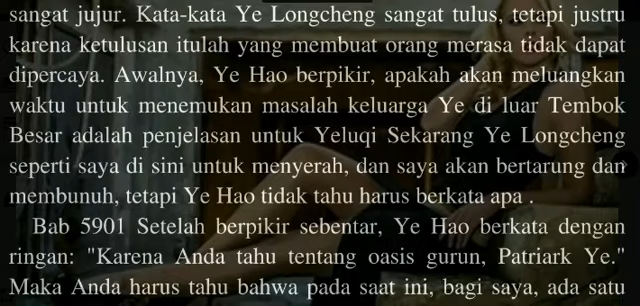 sangat jujur. Kata-kata Ye Longcheng sangat tulus, tetapi justru
karena ketulusan itulah yang membuat orang merasa tidak dapat
dipercaya. Awalnya, Ye Hao berpikir, apakah akan meluangkan
waktu untuk menemukan masalah keluarga Ye di luar Tembok
Besar adalah penjelasan untuk Yeluqi Sekarang Ye Longcheng
seperti saya di sini untuk menyerah, dan saya akan bertarung dan
membunuh, tetapi Ye Hao tidak tahu harus berkata apa .
Bab 5901 Setelah berpikir sebentar, Ye Hao berkata dengan
ringan: "Karena Anda tahu tentang oasis gurun, Patriark Ye."
Maka Anda harus tahu bahwa pada saat ini, bagi saya, ada satu